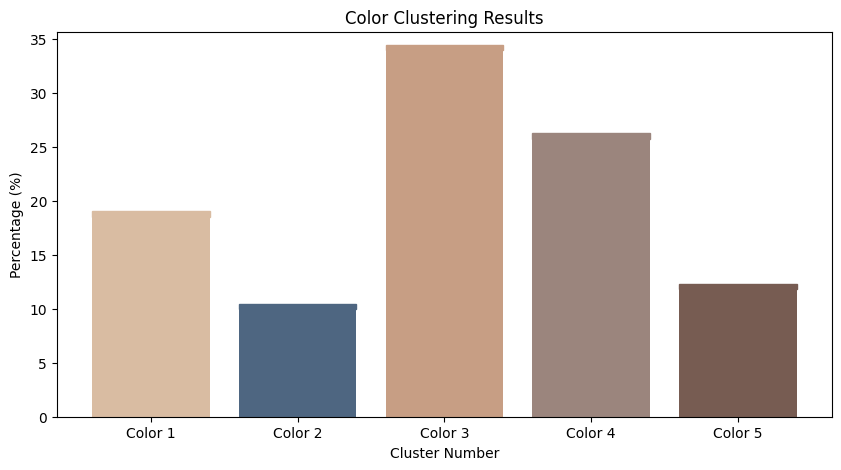 Color Clustering Results
Percentage (%)
35
30
25
20
15
10
5
0
Color 1 Color 2 Color 3 Color 4 Color 5
Cluster Number